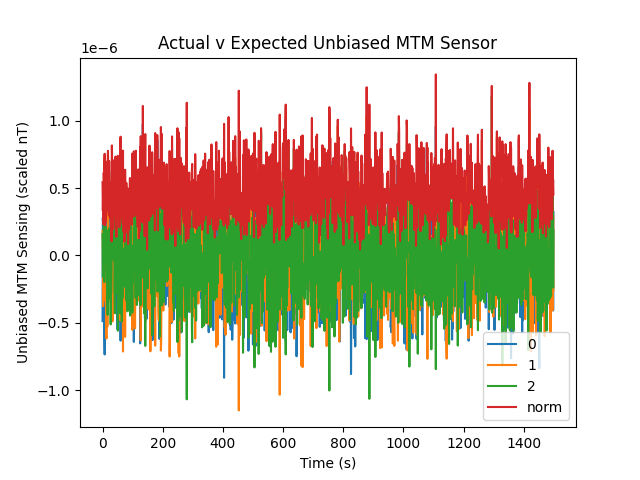 Actual v Expected Unbiased MTM Sensor
1e−6
1.0
0.5
0.0
−0.5
−1.0
Unbiased MTM Sensing (scaled nT)
0
1
2
norm
0 200 400 600 800 1000 1200 1400
Time (s)